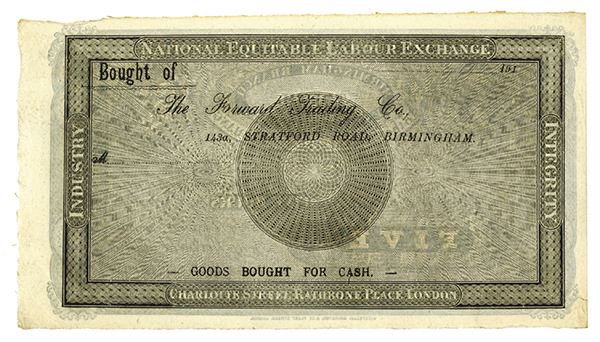 NATIONAL EQUITABLE LABOUR EXCHANGE
Bought of
191
The Forward Trading Co.,
143a, STRATFORD ROAD, BIRMINGHAM.
M
INDUSTRY
INTEGRITY
— GOODS BOUGHT FOR CASH. —
CHARLOTTE STREET, RATHBONE PLACE LONDON